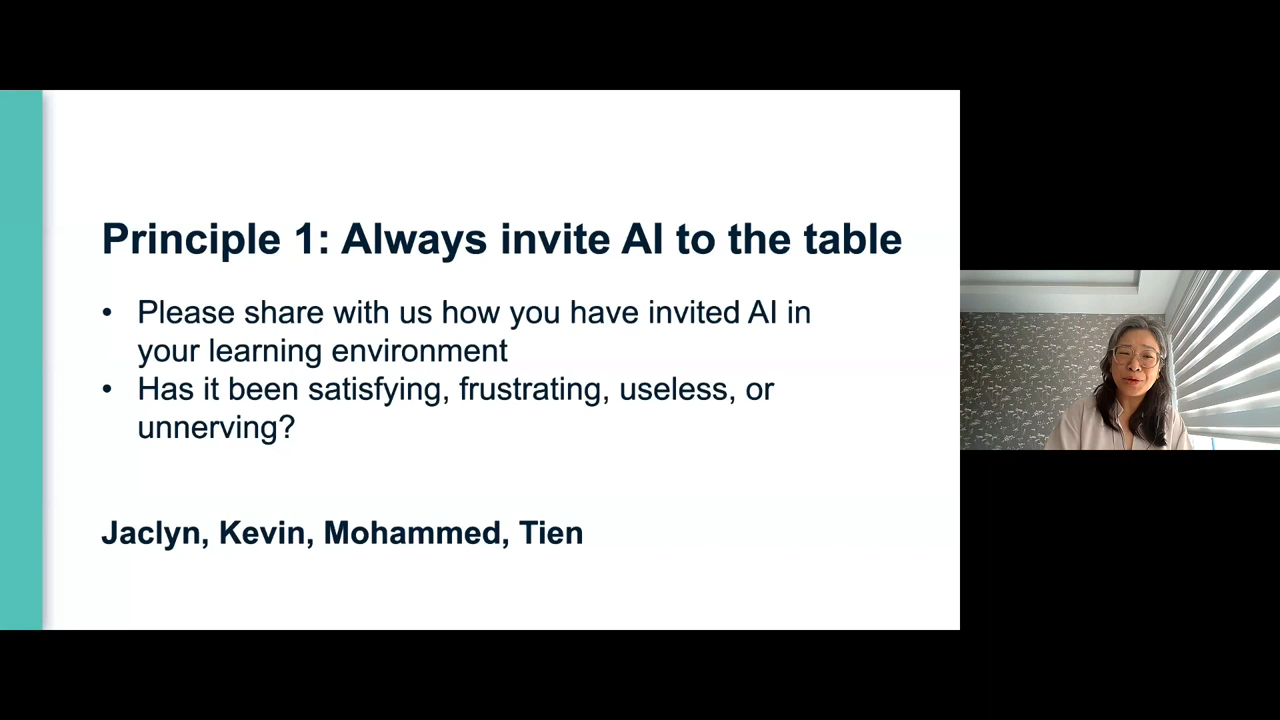 Principle 1: Always invite AI to the table
• Please share with us how you have invited AI in
your learning environment
• Has it been satisfying, frustrating, useless, or
unnerving?
Jaclyn, Kevin, Mohammed, Tien